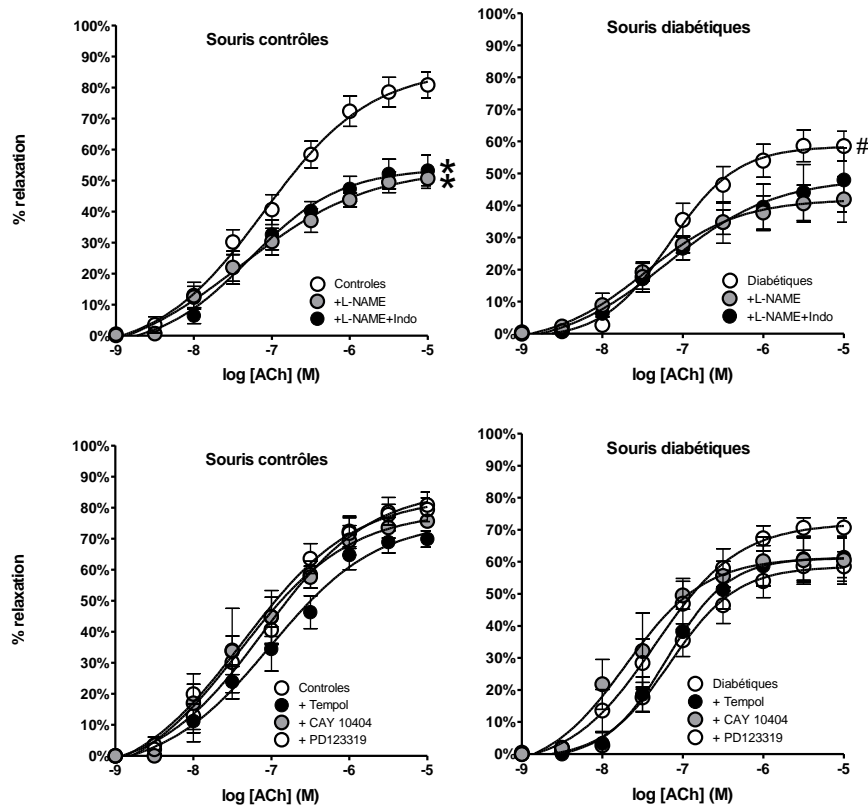 Souris contrôles
100%
90%
80%
70%
60%
50%
40%
30%
20%
10%
0%
% relaxation
*
*
Controles
+L-NAME
+L-NAME+Indo
-9 -8 -7 -6 -5
log [ACh] (M)
Souris diabétiques
100%
90%
80%
70%
60%
50%
40%
30%
20%
10%
0%
#
Diabétiques
+L-NAME
+L-NAME+Indo
-9 -8 -7 -6 -5
log [ACh] (M)
Souris contrôles
100%
90%
80%
70%
60%
50%
40%
30%
20%
10%
0%
% relaxation
Controles
+ Tempol
+ CAY 10404
+ PD123319
-9 -8 -7 -6 -5
log [ACh] (M)
Souris diabétiques
100%
90%
80%
70%
60%
50%
40%
30%
20%
10%
0%
Diabétiques
+ Tempol
+ CAY 10404
+ PD123319
-9 -8 -7 -6 -5
log [ACh] (M)